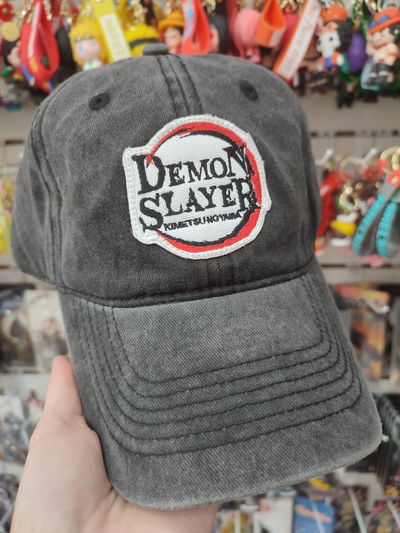 DEMON
SLAYER
KIMETSU NO YAIBA